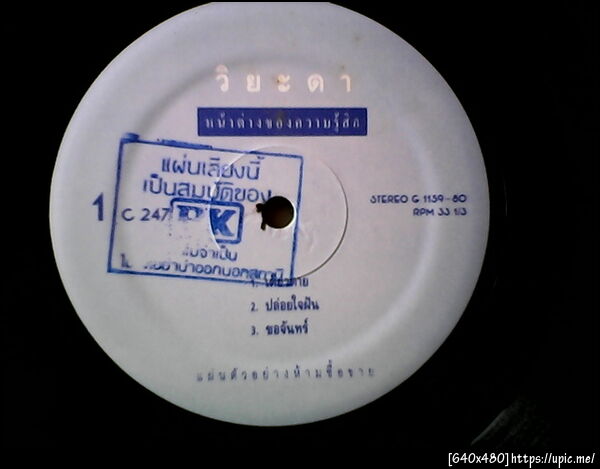 วิยะดา
หน้าต่างของความรู้สึก
แผ่นเสียงนี้
เป็นสมบัติของ
1
C 247
STEREO G 1159-80
RPM 33 1/3
2. ปล่อยใจฝัน
3. ขอจันทร์
แผ่นตัวอย่างห้ามซื้อขาย
[640x480]https://upic.me/